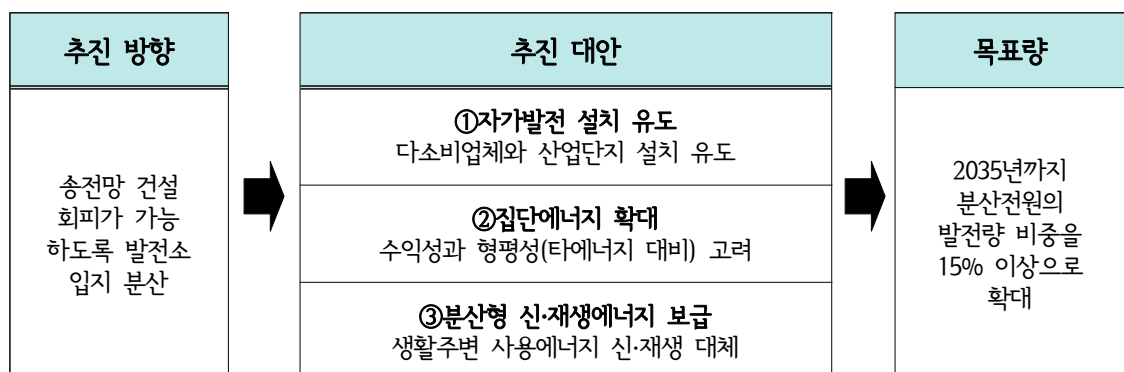 추진 방향
송전망 건설
회피가 가능
하도록 발전소
입지 분산
추진 대안
①자가발전 설치 유도
다소비업체와 산업단지 설치 유도
②집단에너지 확대
수익성과 형평성(타에너지 대비) 고려
③분산형 신·재생에너지 보급
생활주변 사용에너지 신·재생 대체
목표량
2035년까지
분산전원의
발전량 비중을
15% 이상으로
확대